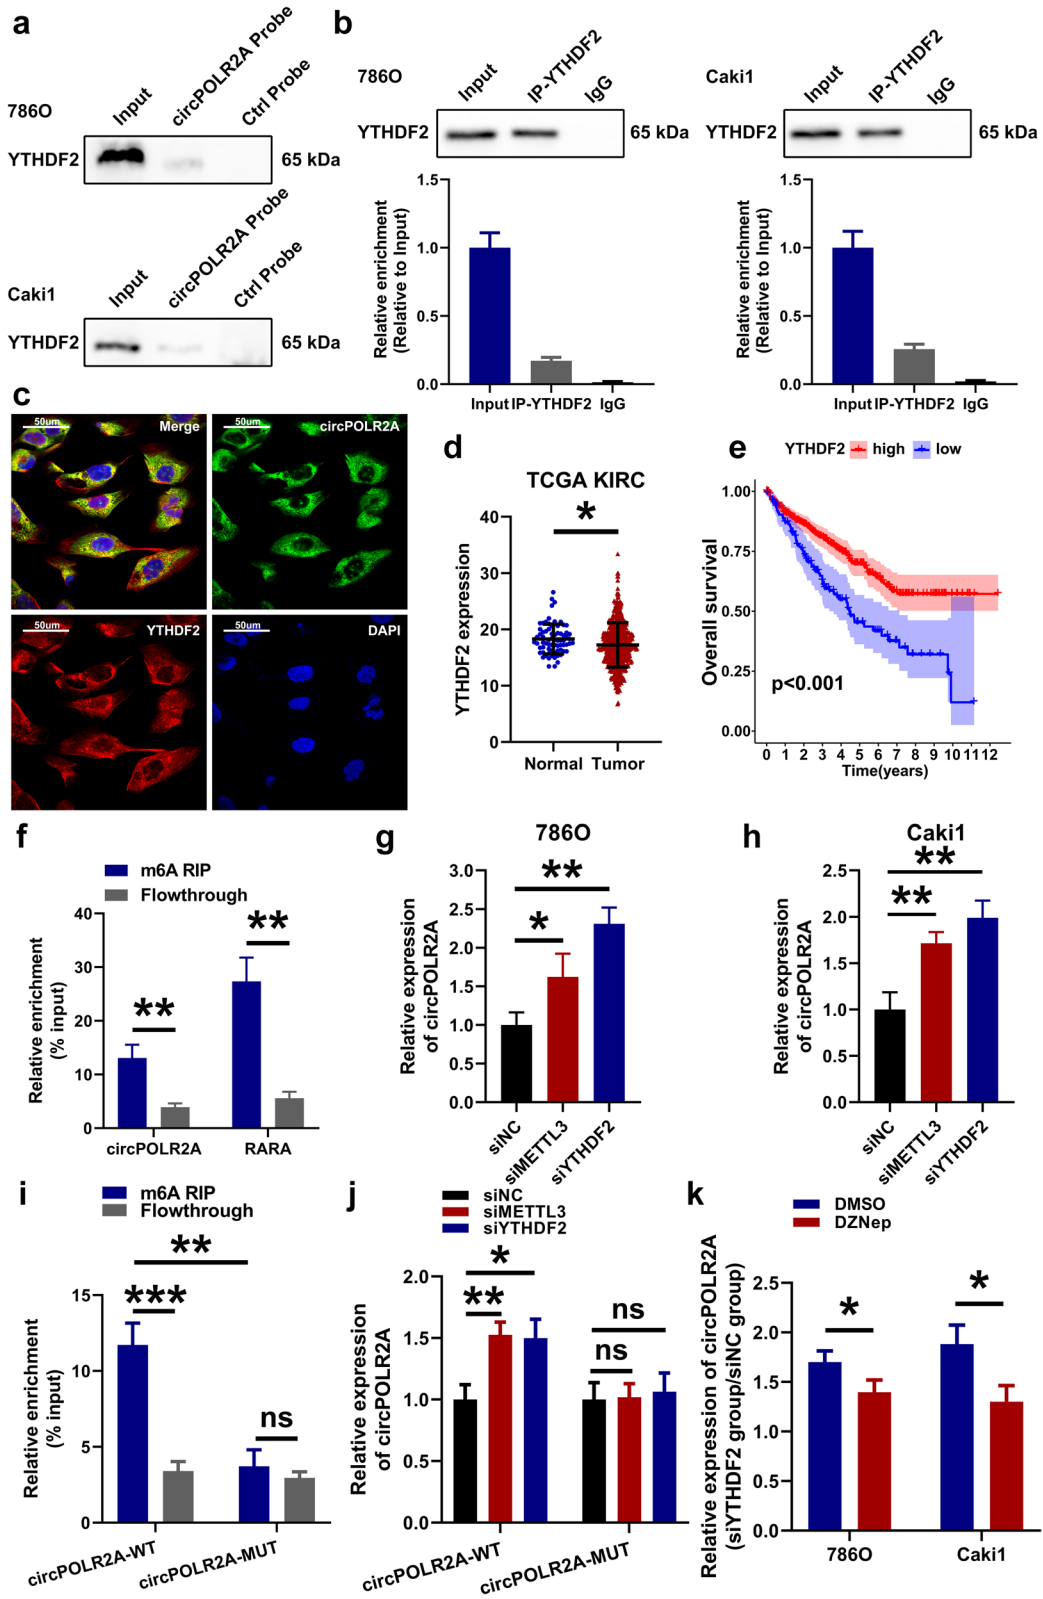 a
786O
Input
circPOLR2A Probe
Ctrl Probe
YTHDF2
65 kDa
Caki1
Input
circPOLR2A Probe
Ctrl Probe
YTHDF2
65 kDa
b
786O
Input
IP-YTHDF2
IgG
YTHDF2
65 kDa
Relative enrichment
(Relative to Input)
1.5
1.0
0.5
0.0
Input IP-YTHDF2 IgG
Caki1
Input
IP-YTHDF2
IgG
YTHDF2
65 kDa
Relative enrichment
(Relative to Input)
1.5
1.0
0.5
0.0
Input IP-YTHDF2 IgG
c
50um
Merge
50um
circPOLR2A
50um
YTHDF2
50um
DAPI
d
TCGA KIRC
*
YTHDF2 expression
40
30
20
10
0
Normal Tumor
e
YTHDF2 high low
Overall survival
1.00
0.75
0.50
0.25
0.00
p<0.001
0 1 2 3 4 5 6 7 8 9 10 11 12
Time(years)
f
m6A RIP
Flowthrough
Relative enrichment
(% input)
40
30
20
10
0
**
**
circPOLR2A RARA
g
786O
Relative expression
of circPOLR2A
3.0
2.5
2.0
1.5
1.0
0.5
0.0
**
*
siNC
siMETTL3
siYTHDF2
h
Caki1
Relative expression
of circPOLR2A
2.5
2.0
1.5
1.0
0.5
0.0
**
**
siNC
siMETTL3
siYTHDF2
i
m6A RIP
Flowthrough
Relative enrichment
(% input)
15
10
5
0
**
***
ns
circPOLR2A-WT
circPOLR2A-MUT
j
siNC
siMETTL3
siYTHDF2
Relative expression
of circPOLR2A
2.0
1.5
1.0
0.5
0.0
*
**
ns
ns
circPOLR2A-WT
circPOLR2A-MUT
k
DMSO
DZNep
Relative expression of circPOLR2A
(siYTHDF2 group/siNC group)
2.5
2.0
1.5
1.0
0.5
0.0
*
*
786O Caki1